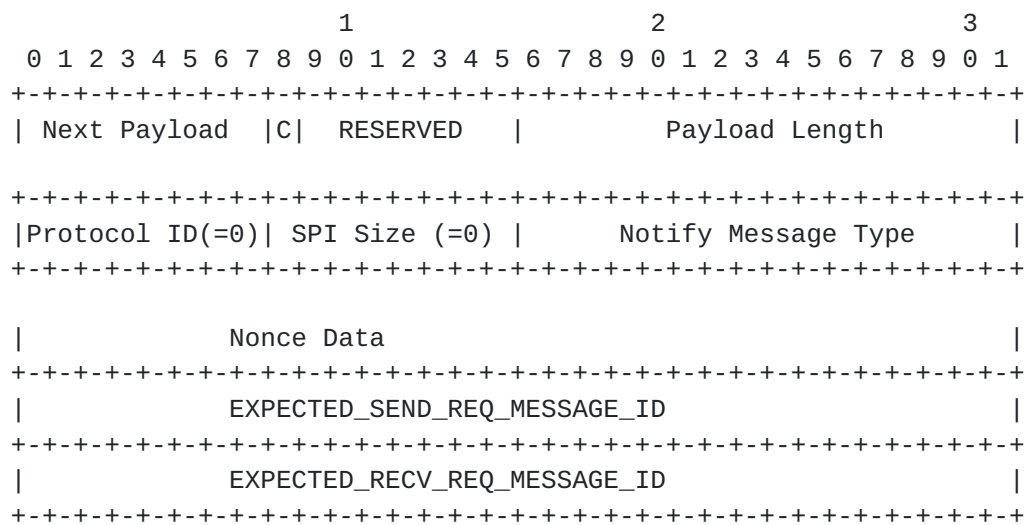 1                   2                   3
 0 1 2 3 4 5 6 7 8 9 0 1 2 3 4 5 6 7 8 9 0 1 2 3 4 5 6 7 8 9 0 1
+-+-+-+-+-+-+-+-+-+-+-+-+-+-+-+-+-+-+-+-+-+-+-+-+-+-+-+-+-+-+-+-+
| Next Payload  |C|  RESERVED   |         Payload Length        |
+-+-+-+-+-+-+-+-+-+-+-+-+-+-+-+-+-+-+-+-+-+-+-+-+-+-+-+-+-+-+-+-+
|Protocol ID(=0)| SPI Size (=0) |      Notify Message Type      |
+-+-+-+-+-+-+-+-+-+-+-+-+-+-+-+-+-+-+-+-+-+-+-+-+-+-+-+-+-+-+-+-+
|             Nonce Data                                        |
+-+-+-+-+-+-+-+-+-+-+-+-+-+-+-+-+-+-+-+-+-+-+-+-+-+-+-+-+-+-+-+-+
|             EXPECTED_SEND_REQ_MESSAGE_ID                      |
+-+-+-+-+-+-+-+-+-+-+-+-+-+-+-+-+-+-+-+-+-+-+-+-+-+-+-+-+-+-+-+-+
|             EXPECTED_RECV_REQ_MESSAGE_ID                      |
+-+-+-+-+-+-+-+-+-+-+-+-+-+-+-+-+-+-+-+-+-+-+-+-+-+-+-+-+-+-+-+-+